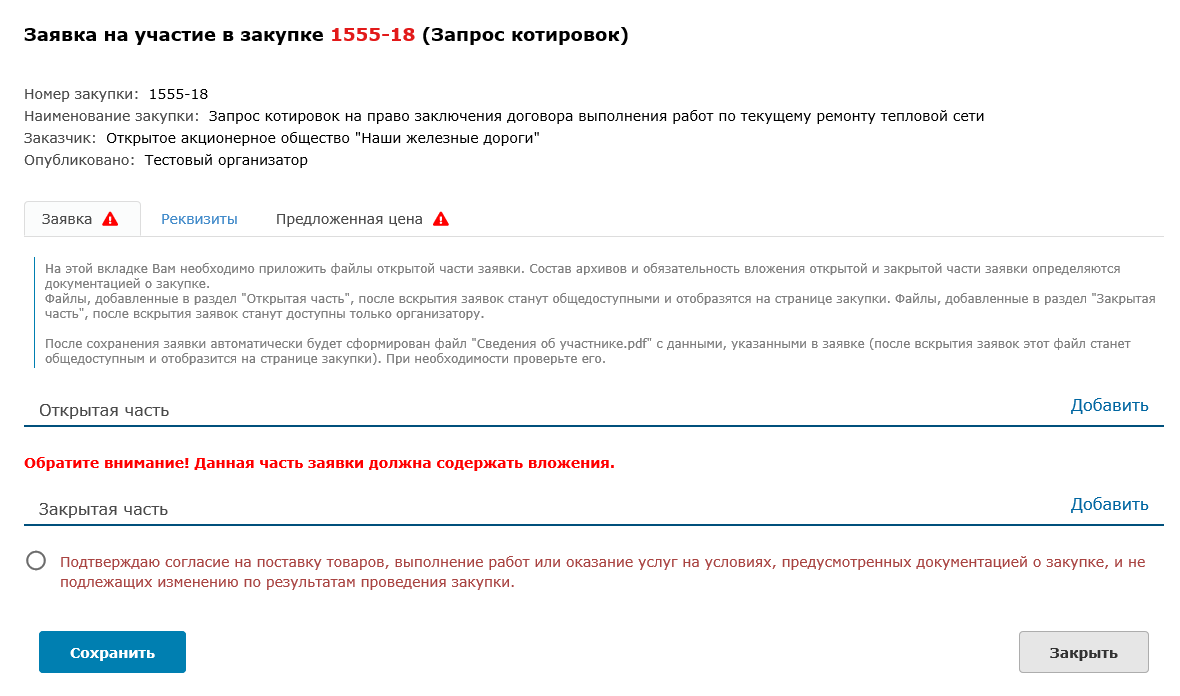 Заявка на участие в закупке 1555-18 (Запрос котировок)
Номер закупки: 1555-18
Наименование закупки: Запрос котировок на право заключения договора выполнения работ по текущему ремонту тепловой сети
Заказчик: Открытое акционерное общество "Наши железные дороги"
Опубликовано: Тестовый организатор
Заявка Реквизиты Предложенная цена
На этой вкладке Вам необходимо приложить файлы открытой части заявки. Состав архивов и обязательность вложения открытой и закрытой части заявки определяются
документацией о закупке.
Файлы, добавленные в раздел "Открытая часть", после вскрытия заявок станут общедоступными и отобразятся на странице закупки. Файлы, добавленные в раздел "Закрытая
часть", после вскрытия заявок станут доступны только организатору.
После сохранения заявки автоматически будет сформирован файл "Сведения об участнике.pdf" с данными, указанными в заявке (после вскрытия заявок этот файл станет
общедоступным и отобразится на странице закупки). При необходимости проверьте его.
Открытая часть Добавить
Обратите внимание! Данная часть заявки должна содержать вложения.
Закрытая часть Добавить
Подтверждаю согласие на поставку товаров, выполнение работ или оказание услуг на условиях, предусмотренных документацией о закупке, и не
подлежащих изменению по результатам проведения закупки.
Сохранить Закрыть